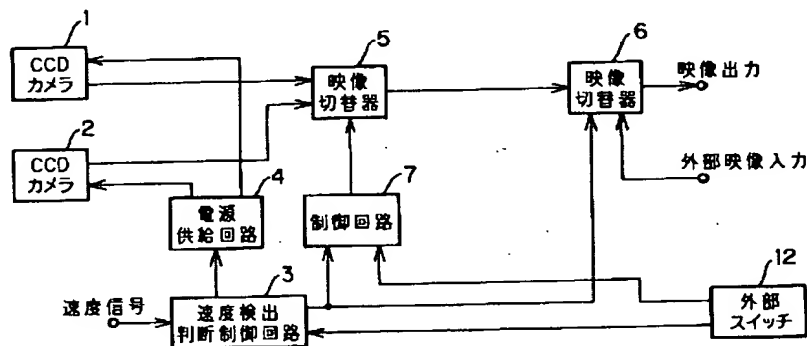 1
CCD
カメラ
2
CCD
カメラ
5
映像
切替器
6
映像
切替器
映像出力
外部映像入力
4
電源
供給回路
7
制御回路
速度信号
3
速度検出
判断制御回路
12
外部
スイッチ